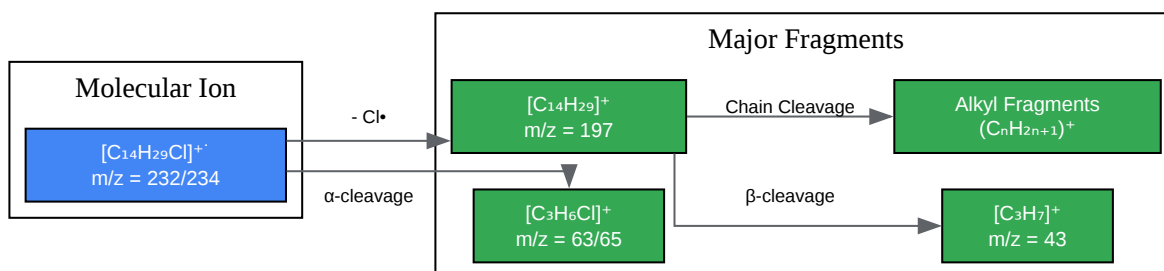 Major Fragments
Molecular Ion
[C₁₄H₂₉Cl]⁺˙
m/z = 232/234
- Cl•
α-cleavage
[C₁₄H₂₉]⁺
m/z = 197
Chain Cleavage
Alkyl Fragments
(CₙH₂ₙ₊₁)⁺
[C₃H₆Cl]⁺
m/z = 63/65
β-cleavage
[C₃H₇]⁺
m/z = 43